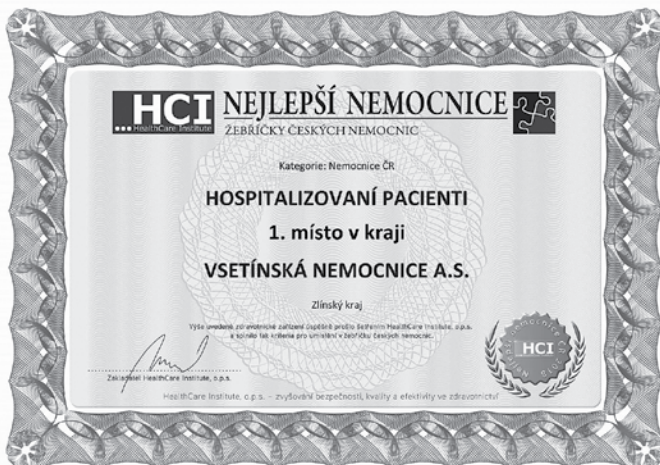 HCI NEJLEPŠÍ NEMOCNICE
HealthCare Institute ŽEBŘÍČKY ČESKÝCH NEMOCNIC
Kategorie: Nemocnice ČR
HOSPITALIZOVANÍ PACIENTI
1. místo v kraji
VSETÍNSKÁ NEMOCNICE A.S.
Zlínský kraj
Výše uvedené zdravotnické zařízení úspěšně prošlo šetřením HealthCare Institute, o.p.s.
a splnilo tak kritéria pro umístění v žebříčku českých nemocnic.
HCI
Zakladatel HealthCare Institute, o.p.s.
HealthCare Institute, o.p.s. – zvyšování bezpečnosti, kvality a efektivity ve zdravotnictví